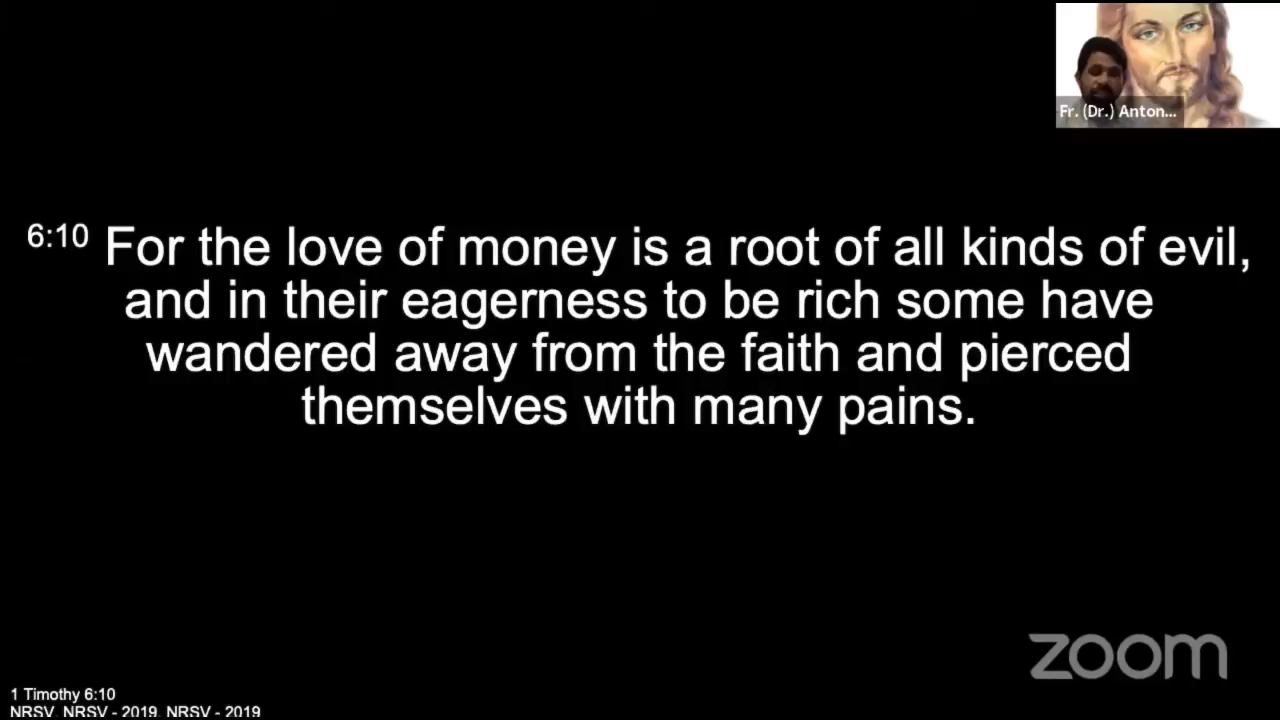 Fr. (Dr.) Anton...
6:10 For the love of money is a root of all kinds of evil,
and in their eagerness to be rich some have
wandered away from the faith and pierced
themselves with many pains.
zoom
1 Timothy 6:10
NRSV, NRSV - 2019, NRSV - 2019